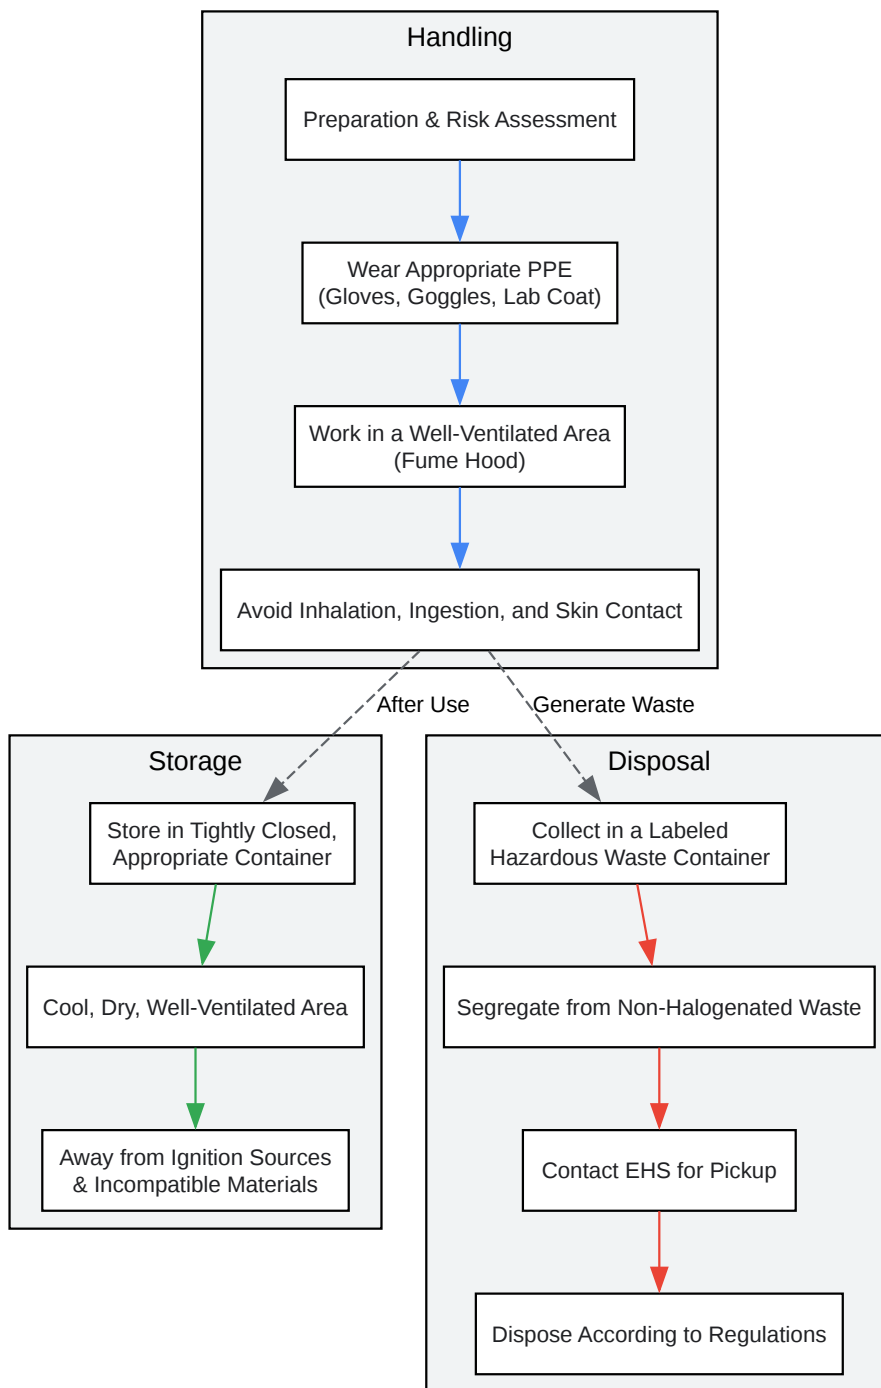 Handling
Preparation & Risk Assessment
Wear Appropriate PPE
(Gloves, Goggles, Lab Coat)
Work in a Well-Ventilated Area
(Fume Hood)
Avoid Inhalation, Ingestion, and Skin Contact
After Use
Generate Waste
Storage
Store in Tightly Closed,
Appropriate Container
Cool, Dry, Well-Ventilated Area
Away from Ignition Sources
& Incompatible Materials
Disposal
Collect in a Labeled
Hazardous Waste Container
Segregate from Non-Halogenated Waste
Contact EHS for Pickup
Dispose According to Regulations